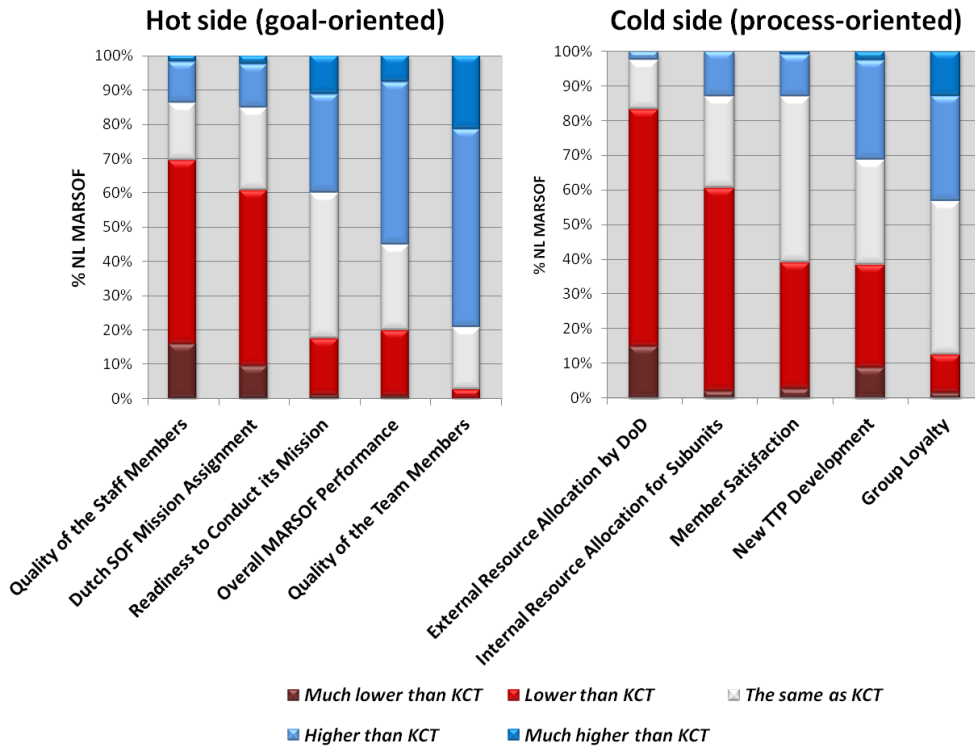 Hot side (goal-oriented)
100%
90%
80%
70%
60%
50%
40%
30%
20%
10%
0%
% NL MARSOF
Quality of the Staff Members
Dutch SOF Mission Assignment
Readiness to Conduct its Mission
Overall MARSOF Performance
Quality of the Team Members
Cold side (process-oriented)
100%
90%
80%
70%
60%
50%
40%
30%
20%
10%
0%
% NL MARSOF
External Resource Allocation by DoD
Internal Resource Allocation for Subunits
Member Satisfaction
New TTP Development
Group Loyalty
Much lower than KCT
Lower than KCT
The same as KCT
Higher than KCT
Much higher than KCT